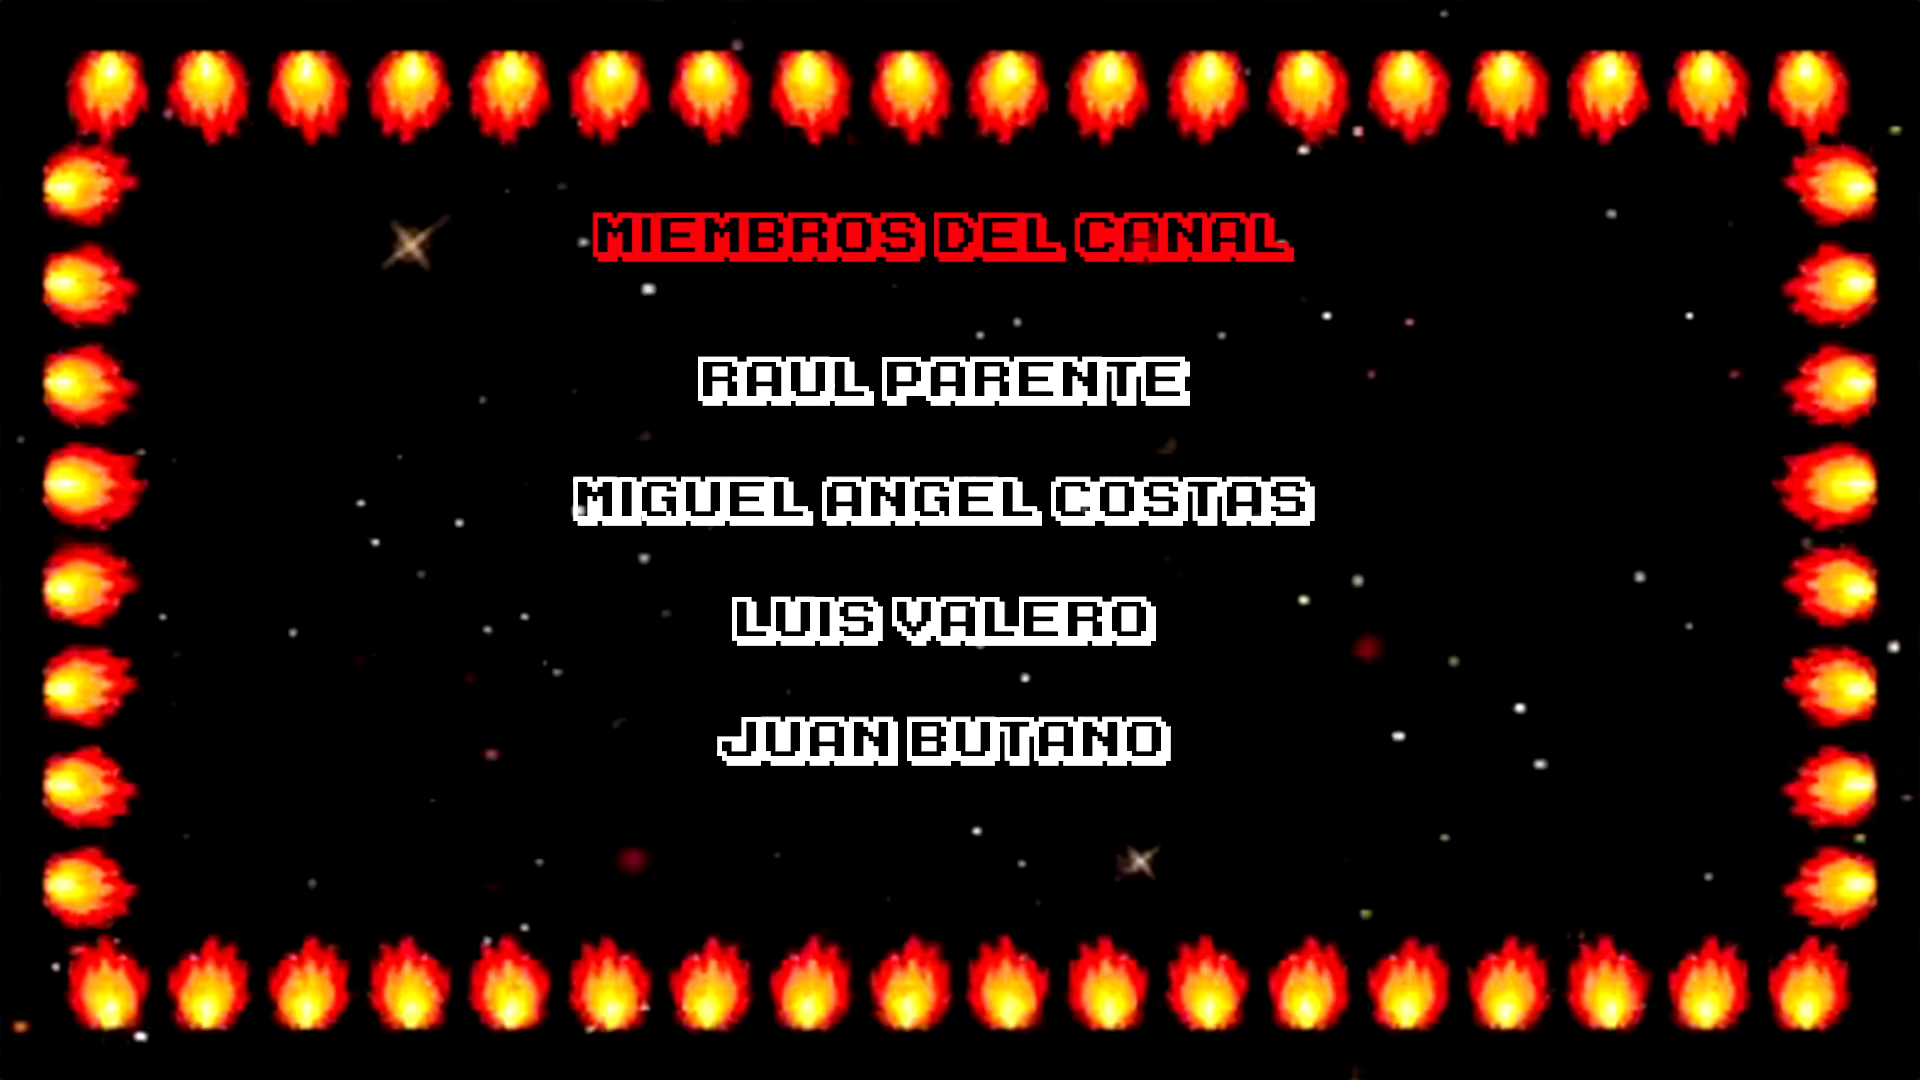 MIEMBROS DEL CANAL
RAUL PARENTE
MIGUEL ANGEL COSTAS
LUIS VALERO
JUAN BUTANO